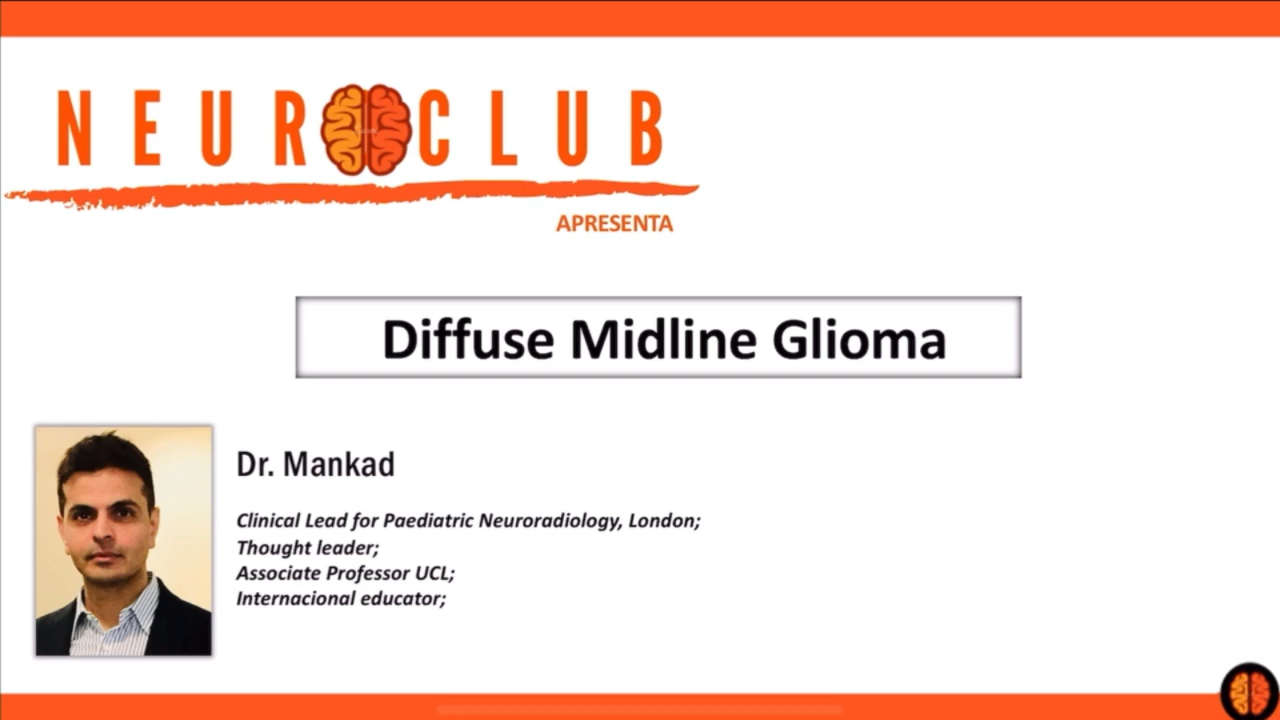 NEUROCLUB
APRESENTA
Diffuse Midline Glioma
Dr. Mankad
Clinical Lead for Paediatric Neuroradiology, London;
Thought leader;
Associate Professor UCL;
Internacional educator;